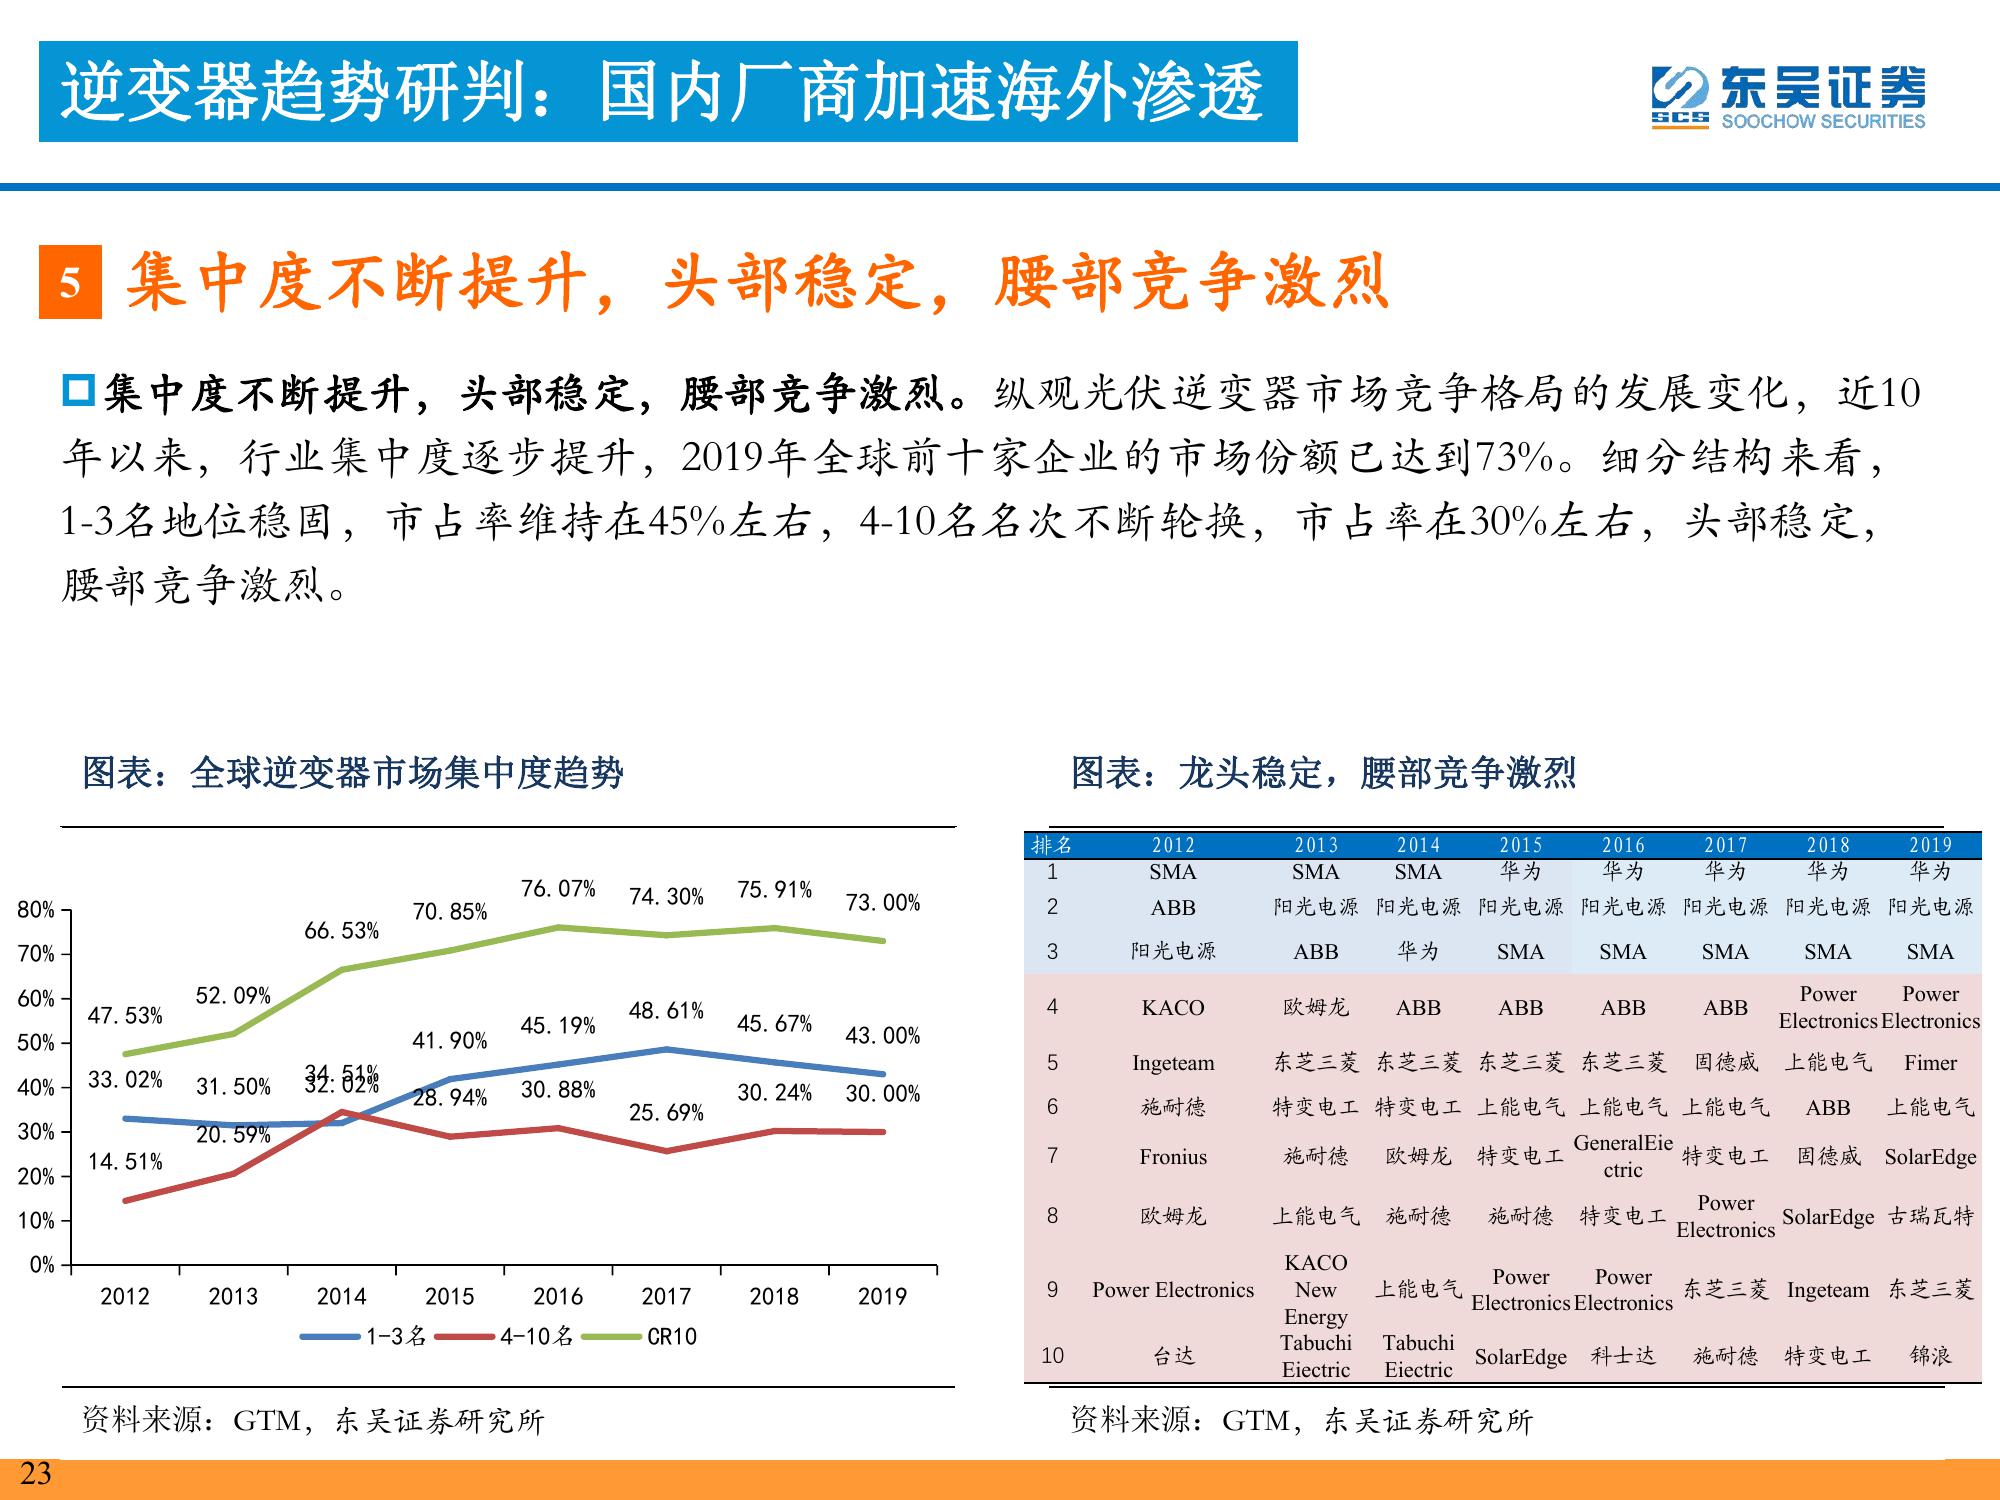 逆变器趋势研判：国内厂商加速海外渗透
东吴证券
SCS SOOCHOW SECURITIES
5 集中度不断提升，头部稳定，腰部竞争激烈
集中度不断提升，头部稳定，腰部竞争激烈。纵观光伏逆变器市场竞争格局的发展变化，近10
年以来，行业集中度逐步提升，2019年全球前十家企业的市场份额已达到73%。细分结构来看，
1-3名地位稳固，市占率维持在45%左右，4-10名名次不断轮换，市占率在30%左右，头部稳定，
腰部竞争激烈。
图表：全球逆变器市场集中度趋势
80%
70%
60%
50%
40%
30%
20%
10%
0%
47.53% 52.09% 66.53% 70.85% 76.07% 74.30% 75.91% 73.00%
33.02% 31.50% 32.02% 41.90% 45.19% 48.61% 45.67% 43.00%
14.51% 20.59% 34.51% 28.94% 30.88% 25.69% 30.24% 30.00%
2012 2013 2014 2015 2016 2017 2018 2019
1-3名 4-10名 CR10
资料来源：GTM，东吴证券研究所
图表：龙头稳定，腰部竞争激烈
排名 2012 2013 2014 2015 2016 2017 2018 2019
1 SMA SMA SMA 华为 华为 华为 华为 华为
2 ABB 阳光电源 阳光电源 阳光电源 阳光电源 阳光电源 阳光电源 阳光电源
3 阳光电源 ABB 华为 SMA SMA SMA SMA SMA
4 KACO 欧姆龙 ABB ABB ABB ABB Power Electronics Power Electronics
5 Ingeteam 东芝三菱 东芝三菱 东芝三菱 东芝三菱 固德威 上能电气 Fimer
6 施耐德 特变电工 特变电工 上能电气 上能电气 上能电气 ABB 上能电气
7 Fronius 施耐德 欧姆龙 特变电工 GeneralEiectric 特变电工 固德威 SolarEdge
8 欧姆龙 上能电气 施耐德 施耐德 特变电工 Power Electronics SolarEdge 古瑞瓦特
9 Power Electronics KACO New Energy 上能电气 Power Electronics Power Electronics 东芝三菱 Ingeteam 东芝三菱
10 台达 Tabuchi Eiectric Tabuchi Eiectric SolarEdge 科士达 施耐德 特变电工 锦浪
资料来源：GTM，东吴证券研究所
23